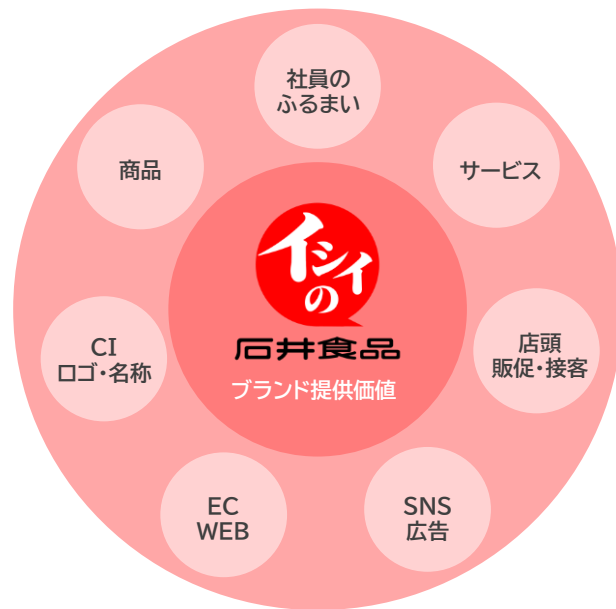 社員の
ふるまい
商品
サービス
イシイの
石井食品
ブランド提供価値
CI
ロゴ・名称
店頭
販促・接客
EC
WEB
SNS
広告